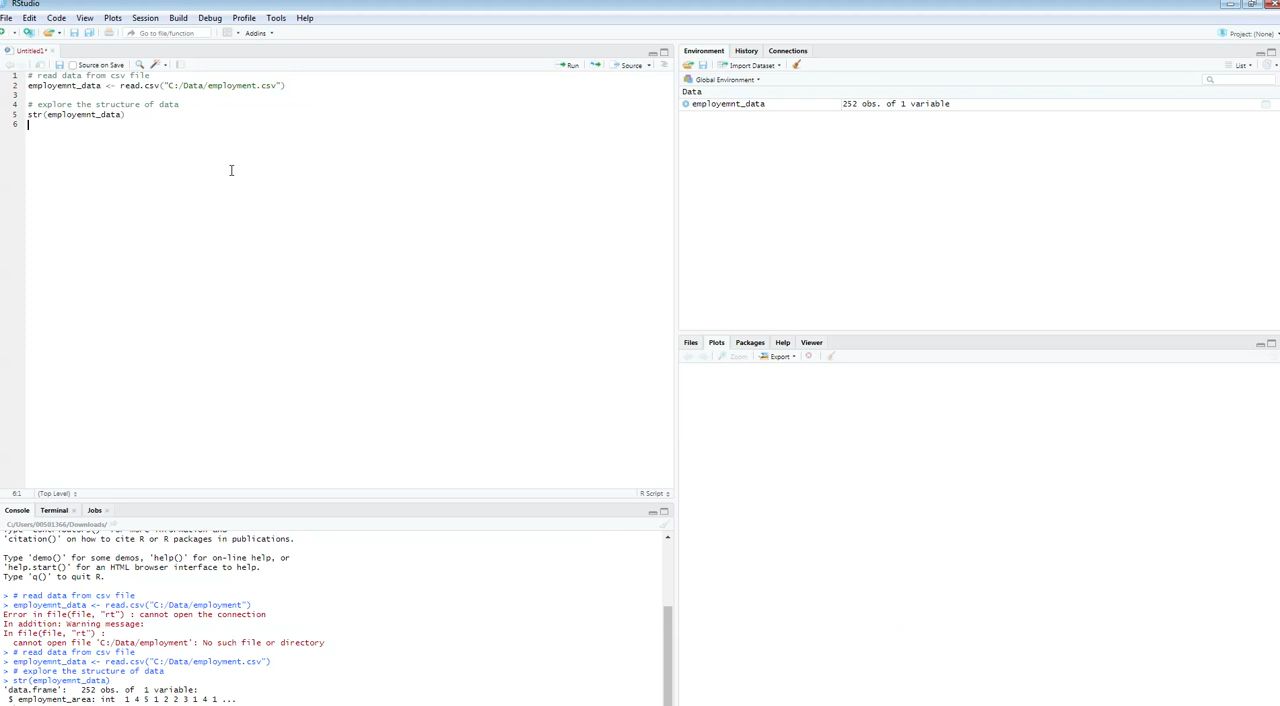 RStudio
File Edit Code View Plots Session Build Debug Profile Tools Help
Go to file/function Addins Project: (None)
Untitled1*
Source on Save Run Source
1 # read data from csv file
2 employemnt_data <- read.csv("C:/Data/employment.csv")
3
4 # explore the structure of data
5 str(employemnt_data)
6
6:1 (Top Level) R Script
Console Terminal Jobs
C:/Users/00501366/Downloads/
'citation()' on how to cite R or R packages in publications.
Type 'demo()' for some demos, 'help()' for on-line help, or
'help.start()' for an HTML browser interface to help.
Type 'q()' to quit R.
> # read data from csv file
> employemnt_data <- read.csv("C:/Data/employment")
Error in file(file, "rt") : cannot open the connection
In addition: Warning message:
In file(file, "rt") :
cannot open file 'C:/Data/employment': No such file or directory
> # read data from csv file
> employemnt_data <- read.csv("C:/Data/employment.csv")
> # explore the structure of data
> str(employemnt_data)
'data.frame': 252 obs. of 1 variable:
$ employment_area: int 1 4 5 1 2 2 3 1 4 1 ...
Environment History Connections
Import Dataset List
Global Environment
Data
employemnt_data 252 obs. of 1 variable
Files Plots Packages Help Viewer
Zoom Export